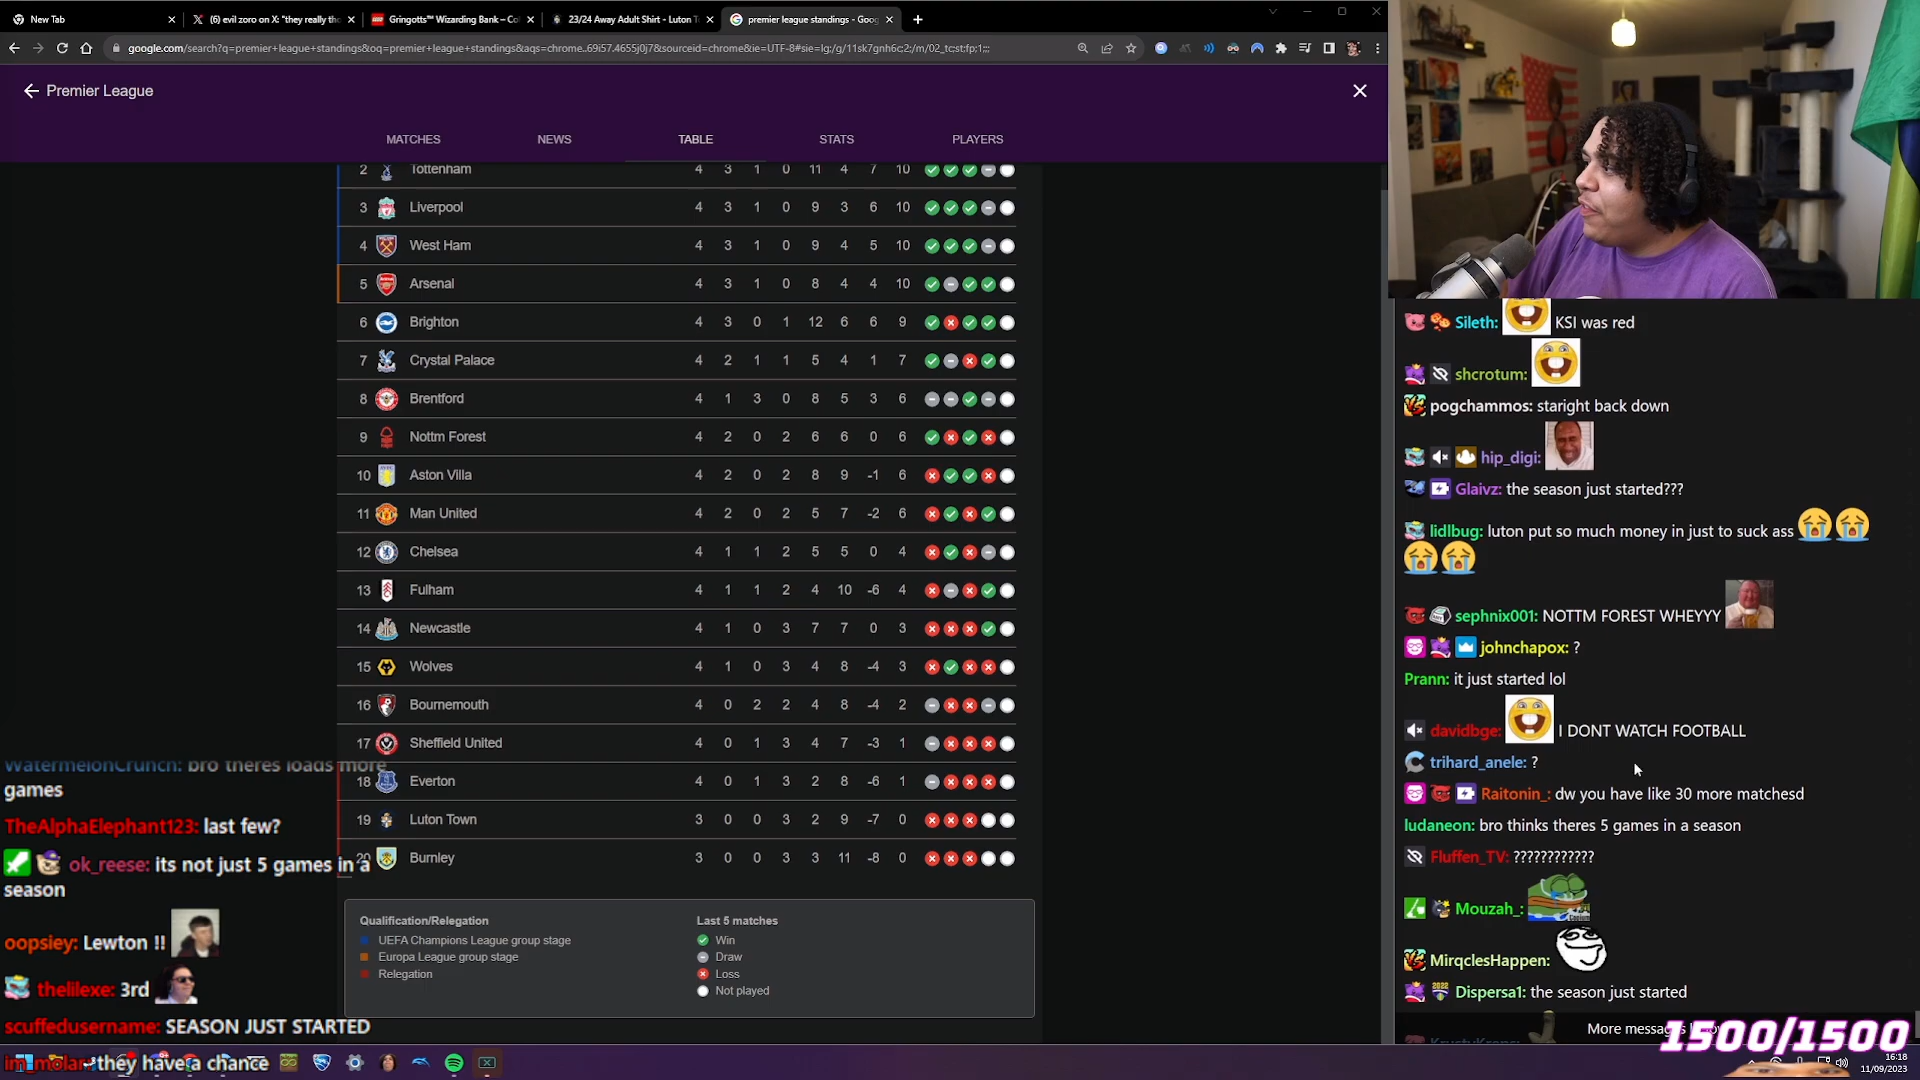 New Tab
(6) evil zoro on X: "they really tho
Gringotts™ Wizarding Bank – Co
23/24 Away Adult Shirt - Luton T
premier league standings - Goog
google.com/search?q=premier+league+standings&oq=premier+league+standings&aqs=chrome..69i57.4655j0j7&sourceid=chrome&ie=UTF-8#sie=lg;/g/11sk7gnh6c;2;/m/02_tc;st;fp;1;;;
Premier League
MATCHES NEWS TABLE STATS PLAYERS
2 Tottenham 4 3 1 0 11 4 7 10
3 Liverpool 4 3 1 0 9 3 6 10
4 West Ham 4 3 1 0 9 4 5 10
5 Arsenal 4 3 1 0 8 4 4 10
6 Brighton 4 3 0 1 12 6 6 9
7 Crystal Palace 4 2 1 1 5 4 1 7
8 Brentford 4 1 3 0 8 5 3 6
9 Nottm Forest 4 2 0 2 6 6 0 6
10 Aston Villa 4 2 0 2 8 9 -1 6
11 Man United 4 2 0 2 5 7 -2 6
12 Chelsea 4 1 1 2 5 5 0 4
13 Fulham 4 1 1 2 4 10 -6 4
14 Newcastle 4 1 0 3 7 7 0 3
15 Wolves 4 1 0 3 4 8 -4 3
16 Bournemouth 4 0 2 2 4 8 -4 2
17 Sheffield United 4 0 1 3 4 7 -3 1
18 Everton 4 0 1 3 2 8 -6 1
19 Luton Town 3 0 0 3 2 9 -7 0
20 Burnley 3 0 0 3 3 11 -8 0
Qualification/Relegation
UEFA Champions League group stage
Europa League group stage
Relegation
Last 5 matches
Win
Draw
Loss
Not played
WatermelonCrunch: bro theres loads more
games
TheAlphaElephant123: last few?
ok_reese: its not just 5 games in a
season
oopsiey: Lewton !!
thelilexe: 3rd
scuffedusername: SEASON JUST STARTED
im_molar: they have a chance
Sileth: KSI was red
shcrotum:
pogchammos: staright back down
hip_digi:
Glaivz: the season just started???
lidlbug: luton put so much money in just to suck ass
sephnix001: NOTTM FOREST WHEYYY
johnchapox: ?
Prann: it just started lol
davidbge: I DONT WATCH FOOTBALL
trihard_anele: ?
Raitonin_: dw you have like 30 more matchesd
ludaneon: bro thinks theres 5 games in a season
Fluffen_TV: ????????????
Mouzah_:
MirqclesHappen:
Dispersa1: the season just started
More messages
1500/1500
16:18
11/09/2023